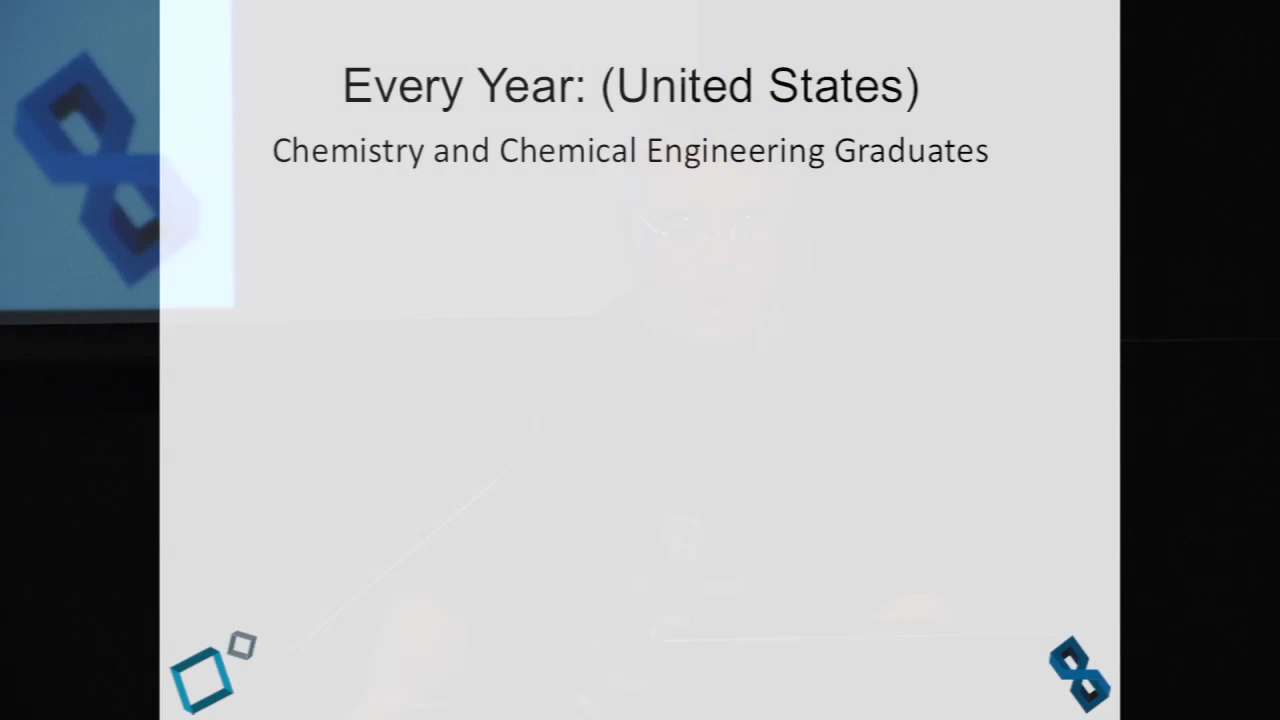 Every Year: (United States)
Chemistry and Chemical Engineering Graduates